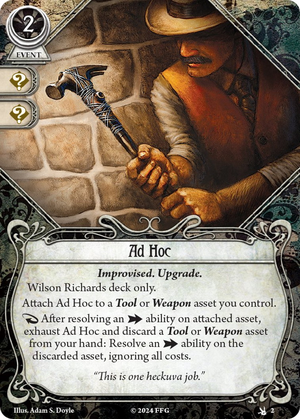 2
EVENT
?
?
Ad Hoc
Improvised. Upgrade.
Wilson Richards deck only.
Attach Ad Hoc to a Tool or Weapon asset you control.
After resolving an ability on attached asset,
exhaust Ad Hoc and discard a Tool or Weapon asset
from your hand: Resolve an ability on the
discarded asset, ignoring all costs.
“This is one heckuva job.”
Illus. Adam S. Doyle
© 2024 FFG
2